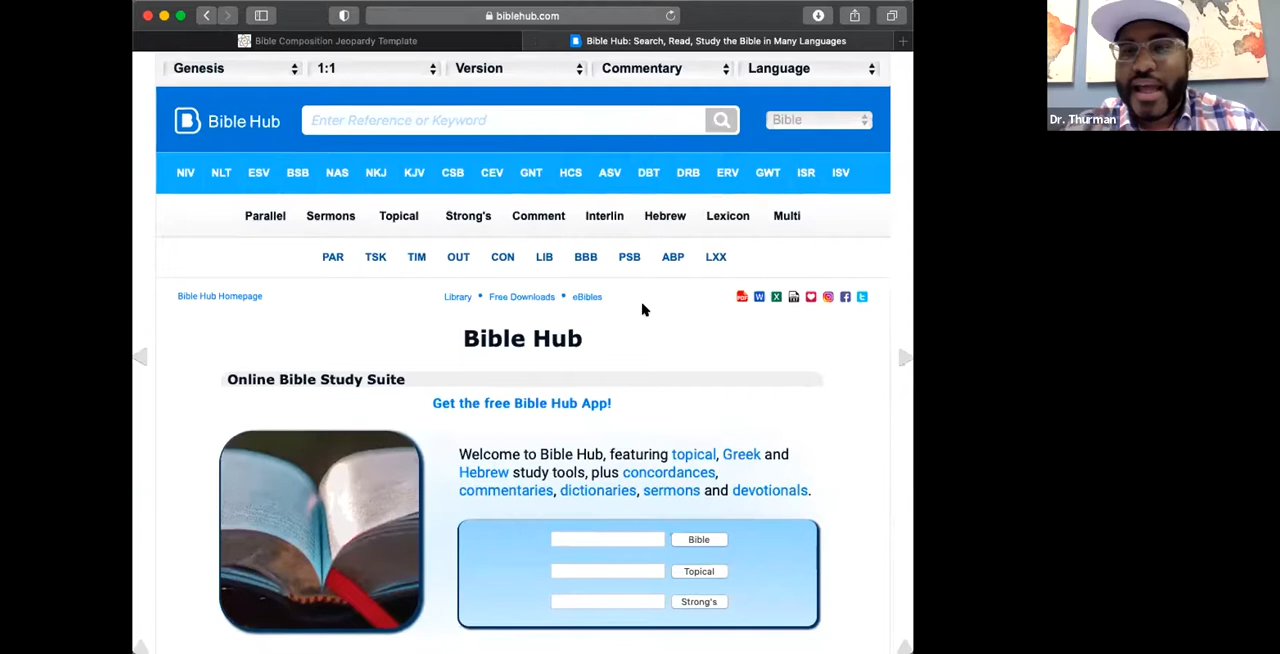 biblehub.com
Bible Composition Jeopardy Template
Bible Hub: Search, Read, Study the Bible in Many Languages
Genesis 1:1 Version Commentary Language
Bible Hub Enter Reference or Keyword Bible
NIV NLT ESV BSB NAS NKJ KJV CSB CEV GNT HCS ASV DBT DRB ERV GWT ISR ISV
Parallel Sermons Topical Strong's Comment Interlin Hebrew Lexicon Multi
PAR TSK TIM OUT CON LIB BBB PSB ABP LXX
Bible Hub Homepage Library • Free Downloads • eBibles
Bible Hub
Online Bible Study Suite
Get the free Bible Hub App!
Welcome to Bible Hub, featuring topical, Greek and
Hebrew study tools, plus concordances,
commentaries, dictionaries, sermons and devotionals.
Bible
Topical
Strong's
Dr. Thurman